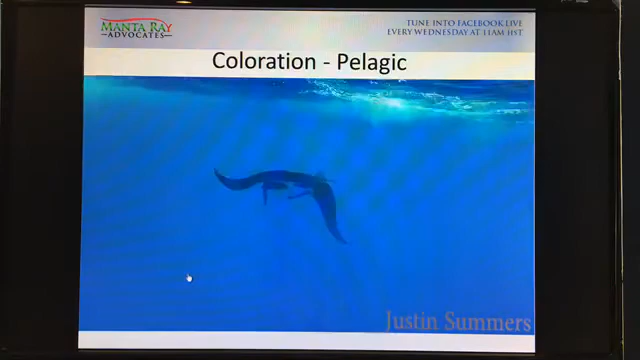 MANTA RAY
ADVOCATES
TUNE INTO FACEBOOK LIVE
EVERY WEDNESDAY AT 11AM HST
Coloration - Pelagic
Justin Summers